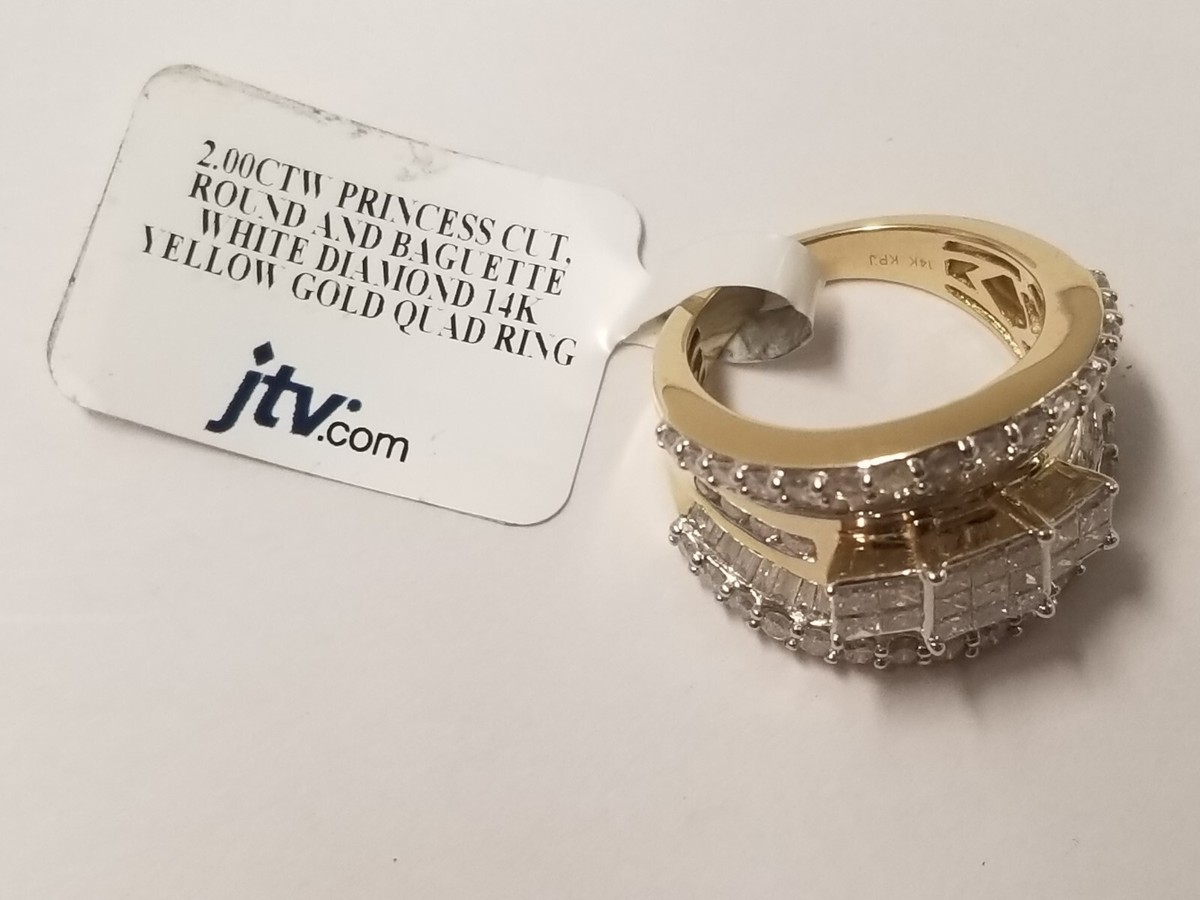 2.00CTW PRINCESS CUT,
ROUND AND BAGUETTE
WHITE DIAMOND 14K
YELLOW GOLD QUAD RING
jtv.com
14K KPJ